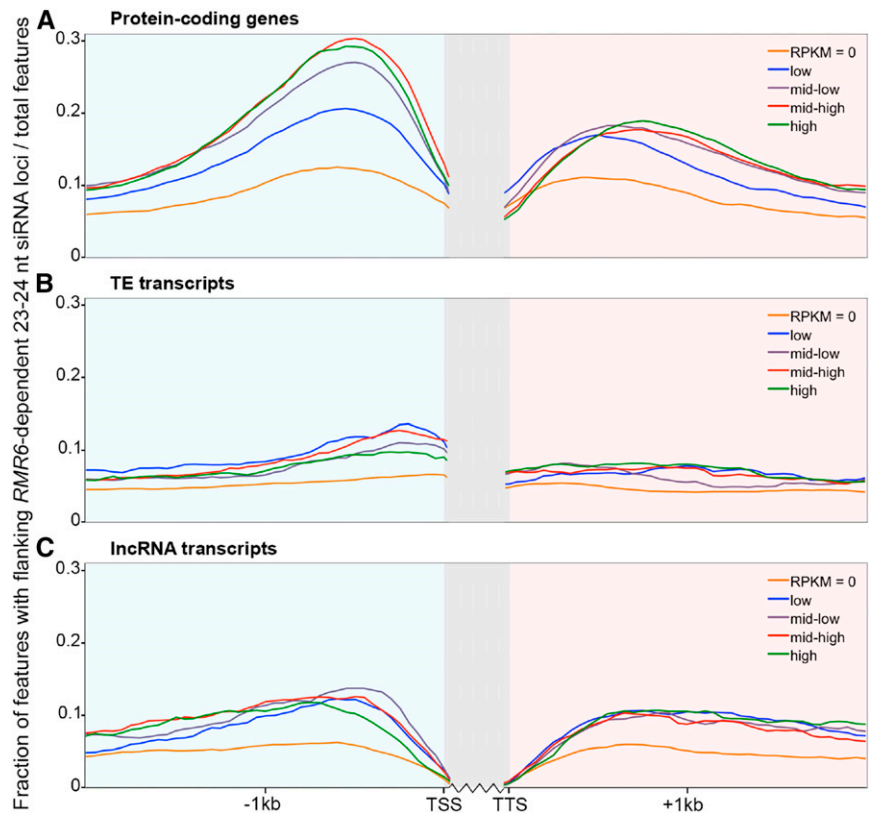 Fraction of features with flanking RMR6-dependent 23-24 nt siRNA loci / total features
A Protein-coding genes
0.3
0.2
0.1
0
RPKM = 0
low
mid-low
mid-high
high
B TE transcripts
0.3
0.2
0.1
0
RPKM = 0
low
mid-low
mid-high
high
C lncRNA transcripts
0.3
0.2
0.1
0
RPKM = 0
low
mid-low
mid-high
high
-1kb TSS TTS +1kb